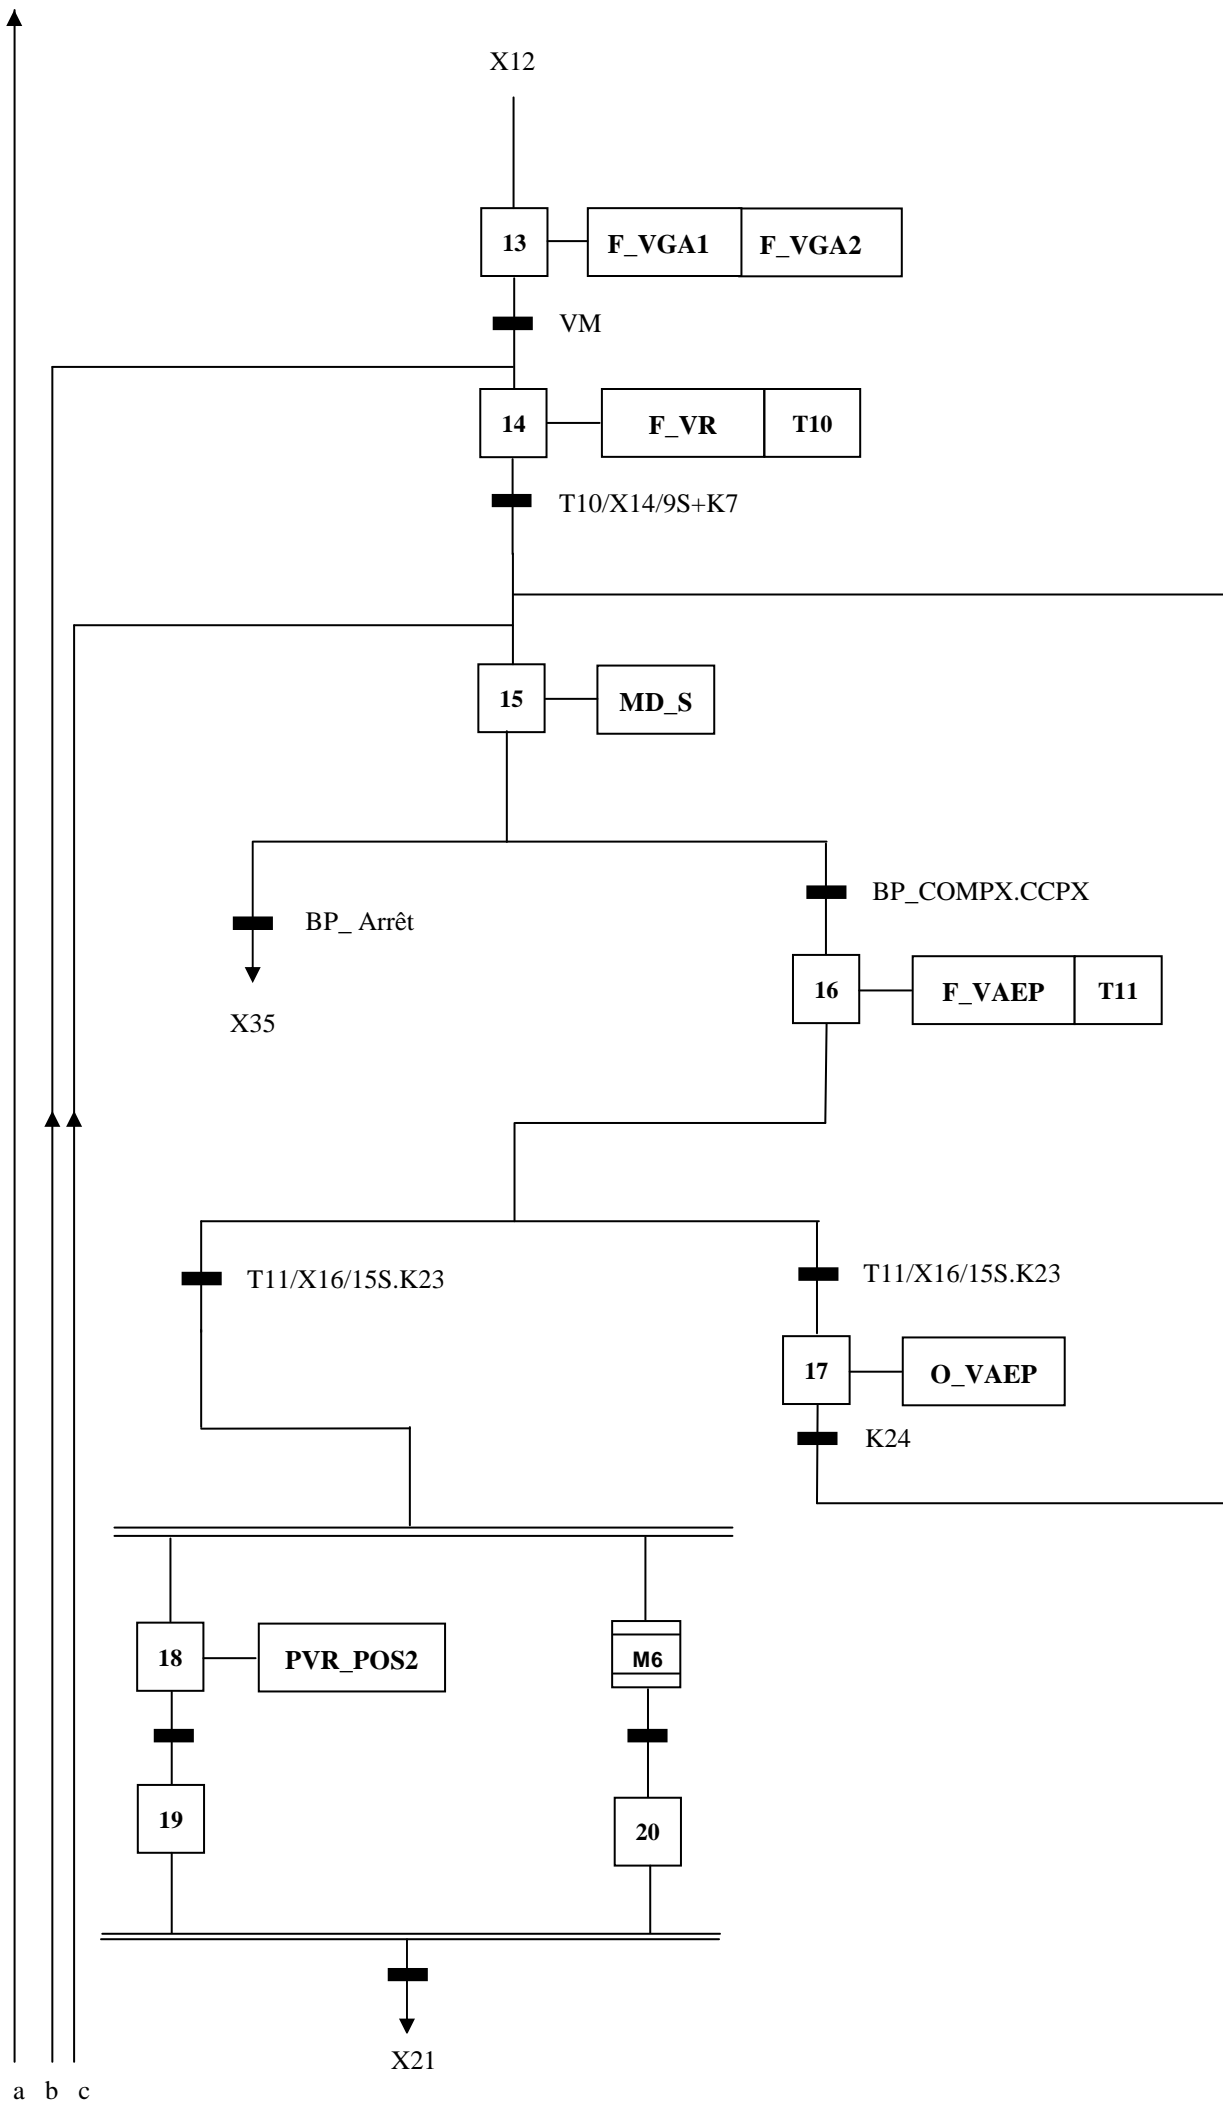 X12
13 F_VGA1 F_VGA2
VM
14 F_VR T10
T10/X14/9S+K7
15 MD_S
BP_COMPX.CCPX
BP_ Arrêt
16 F_VAEP T11
X35
T11/X16/15S.K23 T11/X16/15S.K23
17 O_VAEP
K24
18 PVR_POS2 M6
19 20
X21
a b c